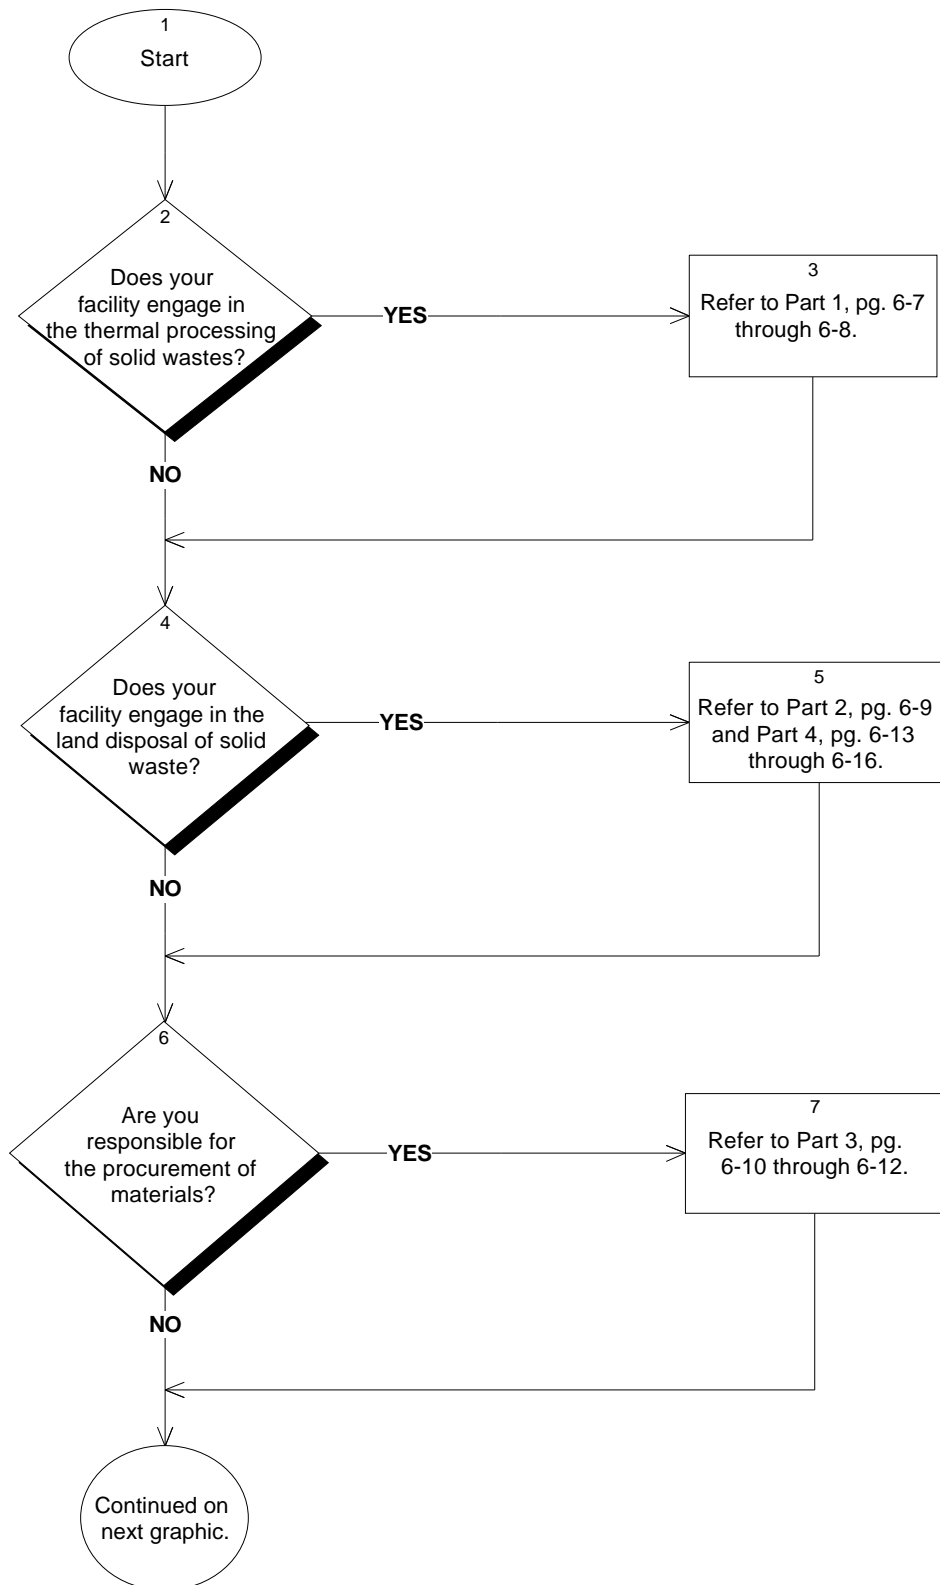 1
Start
2
Does your
facility engage in
the thermal processing
of solid wastes?
YES
3
Refer to Part 1, pg. 6-7
through 6-8.
NO
4
Does your
facility engage in the
land disposal of solid
waste?
YES
5
Refer to Part 2, pg. 6-9
and Part 4, pg. 6-13
through 6-16.
NO
6
Are you
responsible for
the procurement of
materials?
YES
7
Refer to Part 3, pg.
6-10 through 6-12.
NO
Continued on
next graphic.